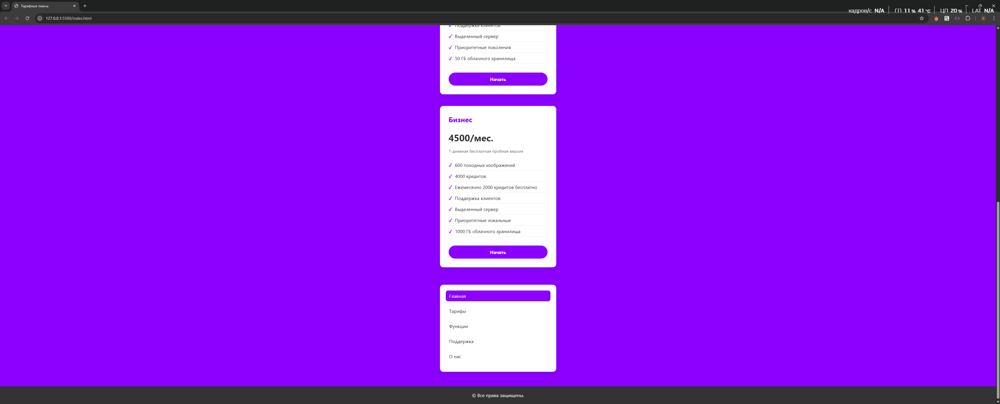 Тарифные планы
кадров/с N/A ГП 11 % 41 °C ЦП 20 % LAT N/A
127.0.0.1:5500/index.html
C
Поддержка клиентов
Выделенный сервер
Приоритетные поколения
50 ГБ облачного хранилища
Начать
Бизнес
4500/мес.
7-дневная бесплатная пробная версия
600 походных изображений
4000 кредитов
Ежемесячно 2000 кредитов бесплатно
Поддержка клиентов
Выделенный сервер
Приоритетные локальные
1000 ГБ облачного хранилища
Начать
Главная
Тарифы
Функции
Поддержка
О нас
© Все права защищены.